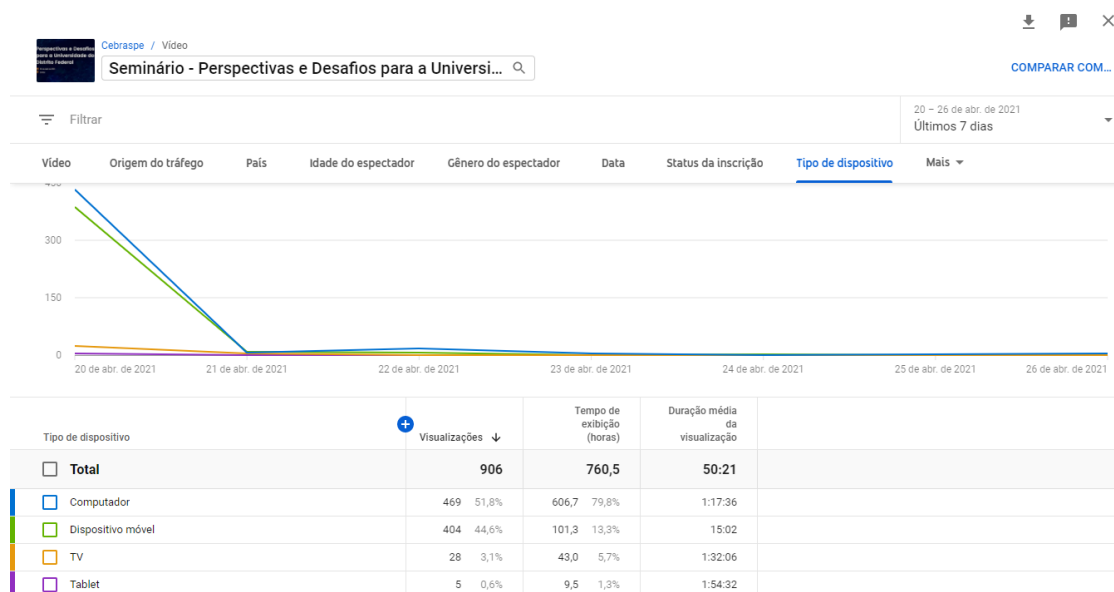 Perspectivas e Desafios
para a Universidade do
Distrito Federal
Cebraspe / Vídeo
Seminário - Perspectivas e Desafios para a Universi...
COMPARAR COM...
Filtrar
20 – 26 de abr. de 2021
Últimos 7 dias
Vídeo Origem do tráfego País Idade do espectador Gênero do espectador Data Status da inscrição Tipo de dispositivo Mais
450
300
150
0
20 de abr. de 2021 21 de abr. de 2021 22 de abr. de 2021 23 de abr. de 2021 24 de abr. de 2021 25 de abr. de 2021 26 de abr. de 2021
Tipo de dispositivo
Visualizações
Tempo de
exibição
(horas)
Duração média
da
visualização
Total 906 760,5 50:21
Computador 469 51,8% 606,7 79,8% 1:17:36
Dispositivo móvel 404 44,6% 101,3 13,3% 15:02
TV 28 3,1% 43,0 5,7% 1:32:06
Tablet 5 0,6% 9,5 1,3% 1:54:32